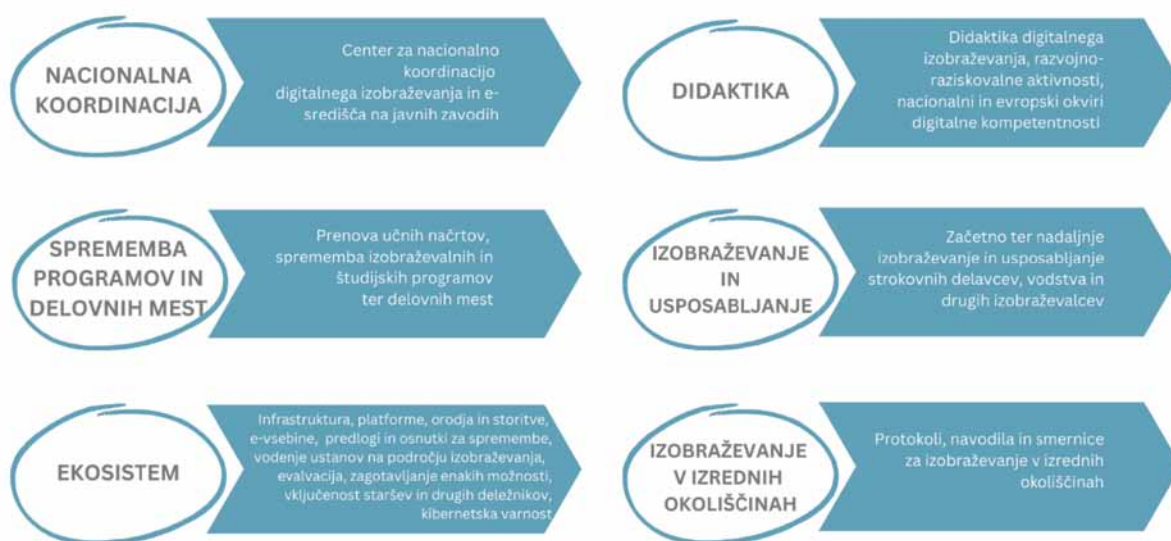 NACIONALNA
KOORDINACIJA
Center za nacionalno
koordinacijo
digitalnega izobraževanja in e-
središča na javnih zavodih
DIDAKTIKA
Didaktika digitalnega
izobraževanja, razvojno-
raziskovalne aktivnosti,
nacionalni in evropski okviri
digitalne kompetentnosti
SPREMEMBA
PROGRAMOV IN
DELOVNIH MEST
Prenova učnih načrtov,
sprememba izobraževalnih in
študijskih programov
ter delovnih mest
IZOBRAŽEVANJE
IN
USPOSABLJANJE
Začetno ter nadaljnje
izobraževanje in usposabljanje
strokovnih delavcev, vodstva in
drugih izobraževalcev
EKOSISTEM
Infrastruktura, platforme, orodja in storitve,
e-vsebine, predlogi in osnutki za spremembe,
vodenje ustanov na področju izobraževanja,
evalvacija, zagotavljanje enakih možnosti,
vključenost staršev in drugih deležnikov,
kibernetska varnost
IZOBRAŽEVANJE
V IZREDNIH
OKOLIŠČINAH
Protokoli, navodila in smernice
za izobraževanje v izrednih
okoliščinah